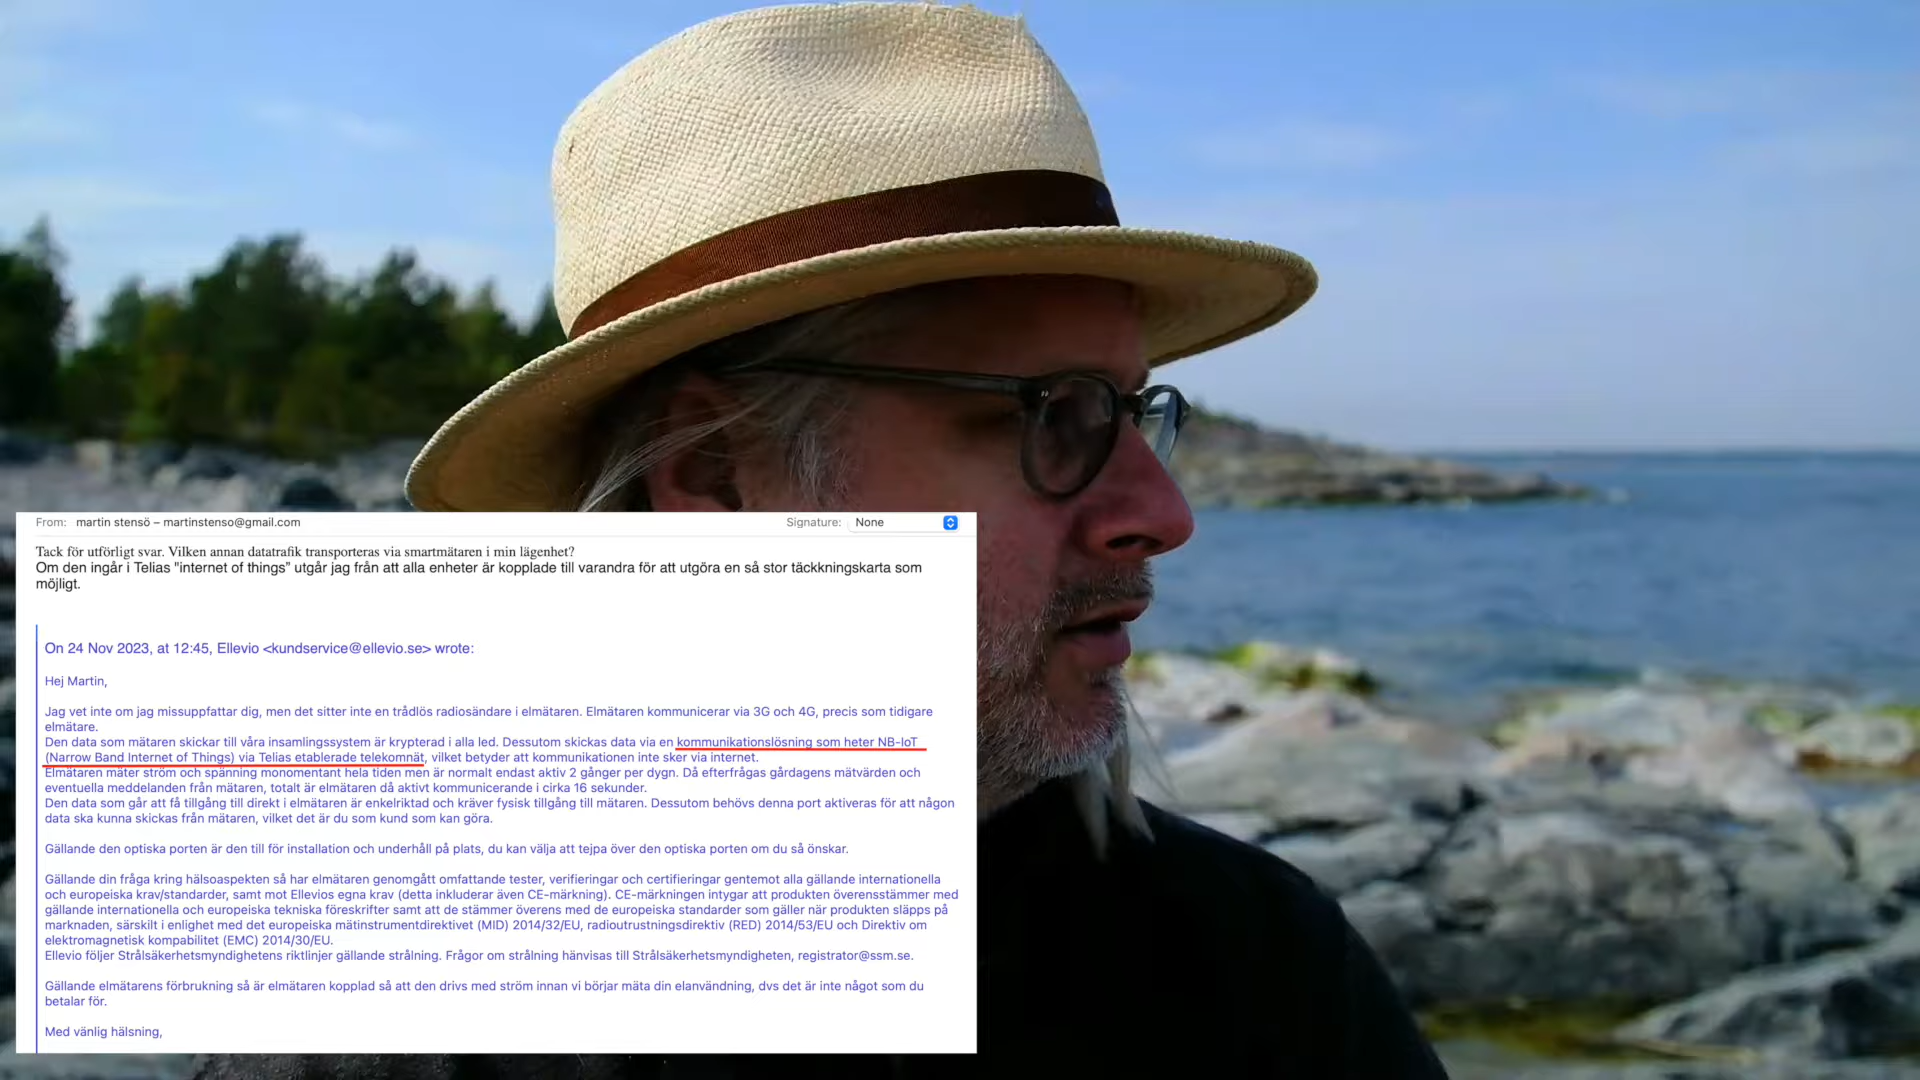 From: martin stensö – martinstenso@gmail.com Signature: None
Tack för utförligt svar. Vilken annan datatrafik transporteras via smartmätaren i min lägenhet?
Om den ingår i Telias "internet of things" utgår jag från att alla enheter är kopplade till varandra för att utgöra en så stor täckkningskarta som
möjligt.
On 24 Nov 2023, at 12:45, Ellevio <kundservice@ellevio.se> wrote:
Hej Martin,
Jag vet inte om jag missuppfattar dig, men det sitter inte en trådlös radiosändare i elmätaren. Elmätaren kommunicerar via 3G och 4G, precis som tidigare
elmätare.
Den data som mätaren skickar till våra insamlingssystem är krypterad i alla led. Dessutom skickas data via en kommunikationslösning som heter NB-IoT
(Narrow Band Internet of Things) via Telias etablerade telekomnät, vilket betyder att kommunikationen inte sker via internet.
Elmätaren mäter ström och spänning monomentant hela tiden men är normalt endast aktiv 2 gånger per dygn. Då efterfrågas gårdagens mätvärden och
eventuella meddelanden från mätaren, totalt är elmätaren då aktivt kommunicerande i cirka 16 sekunder.
Den data som går att få tillgång till direkt i elmätaren är enkelriktad och kräver fysisk tillgång till mätaren. Dessutom behövs denna port aktiveras för att någon
data ska kunna skickas från mätaren, vilket det är du som kund som kan göra.
Gällande den optiska porten är den till för installation och underhåll på plats, du kan välja att tejpa över den optiska porten om du så önskar.
Gällande din fråga kring hälsoaspekten så har elmätaren genomgått omfattande tester, verifieringar och certifieringar gentemot alla gällande internationella
och europeiska krav/standarder, samt mot Ellevios egna krav (detta inkluderar även CE-märkning). CE-märkningen intygar att produkten överensstämmer med
gällande internationella och europeiska tekniska föreskrifter samt att de stämmer överens med de europeiska standarder som gäller när produkten släpps på
marknaden, särskilt i enlighet med det europeiska mätinstrumentdirektivet (MID) 2014/32/EU, radioutrustningsdirektiv (RED) 2014/53/EU och Direktiv om
elektromagnetisk kompabilitet (EMC) 2014/30/EU.
Ellevio följer Strålsäkerhetsmyndighetens riktlinjer gällande strålning. Frågor om strålning hänvisas till Strålsäkerhetsmyndigheten, registrator@ssm.se.
Gällande elmätarens förbrukning så är elmätaren kopplad så att den drivs med ström innan vi börjar mäta din elanvändning, dvs det är inte något som du
betalar för.
Med vänlig hälsning,